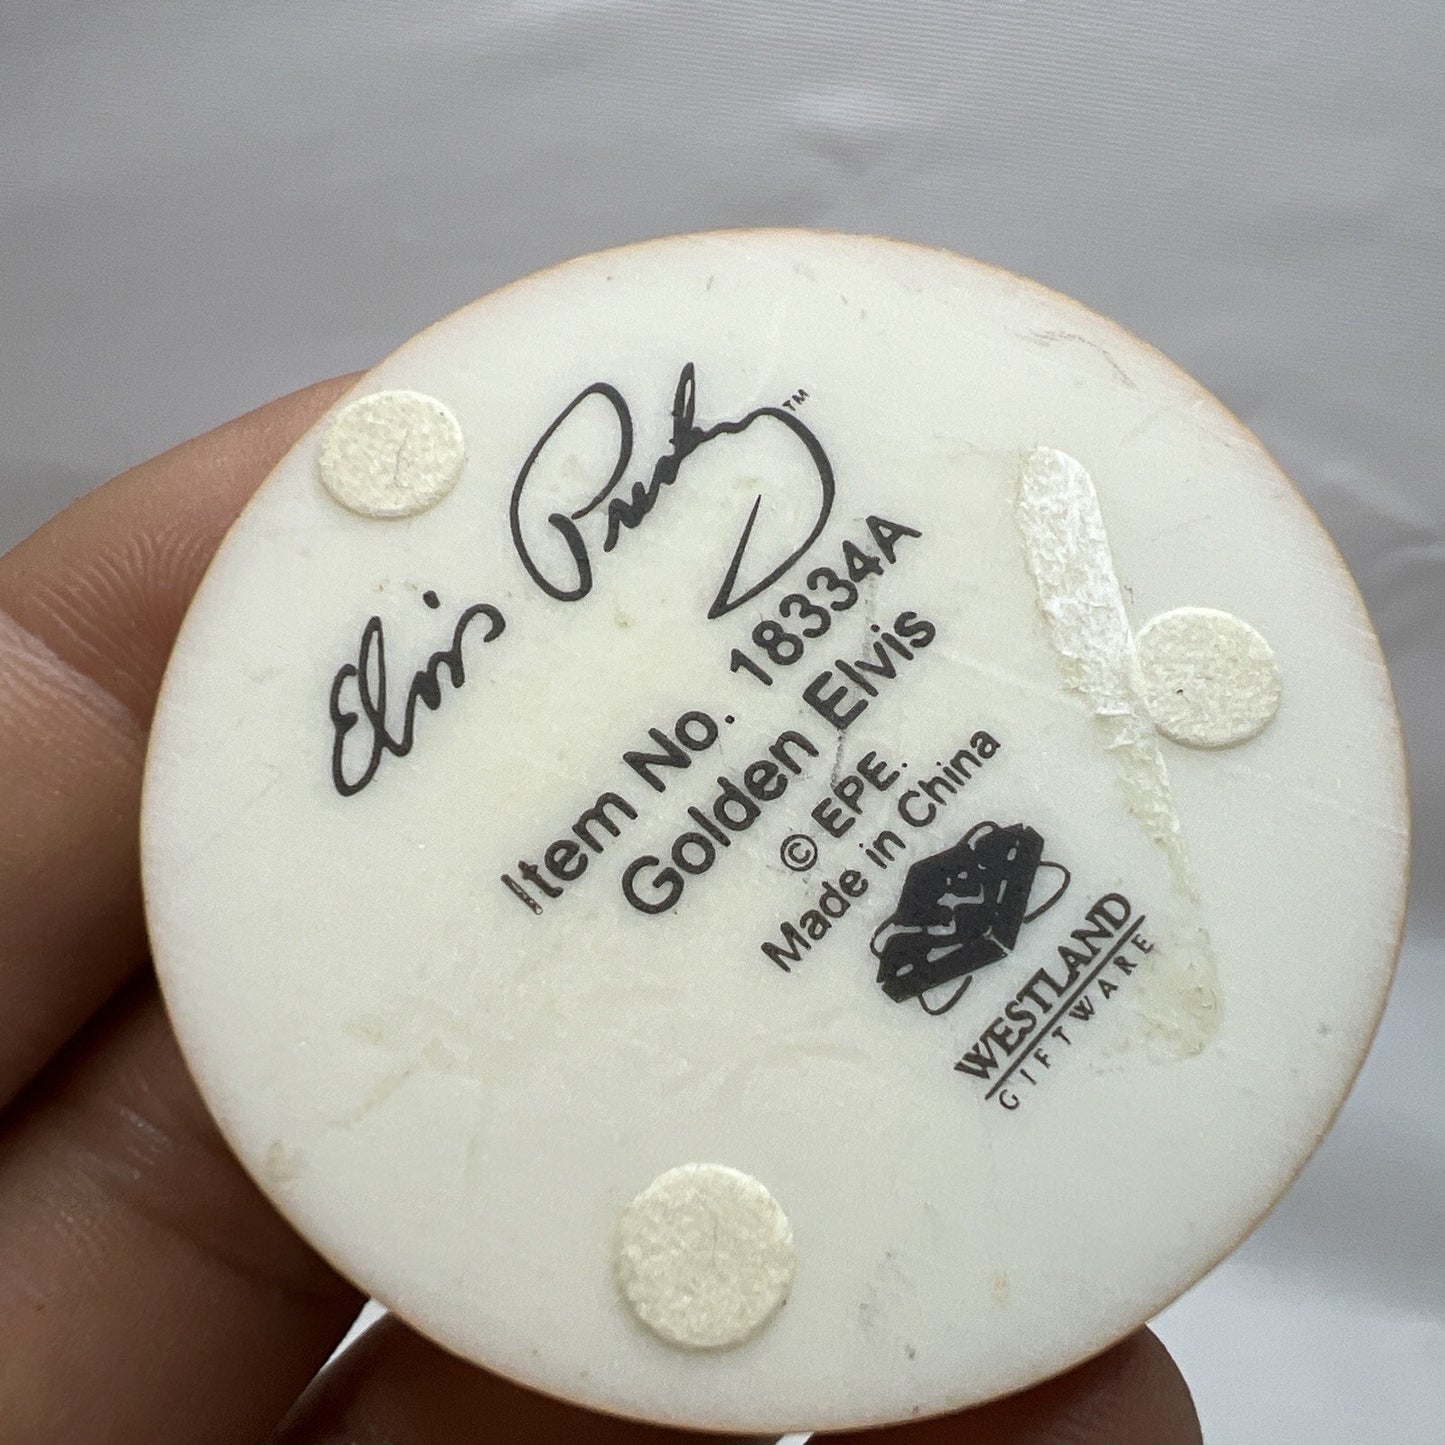 Elvis Presley™
Item No. 18334A
Golden Elvis
© EPE.
Made in China
WESTLAND
GIFTWARE